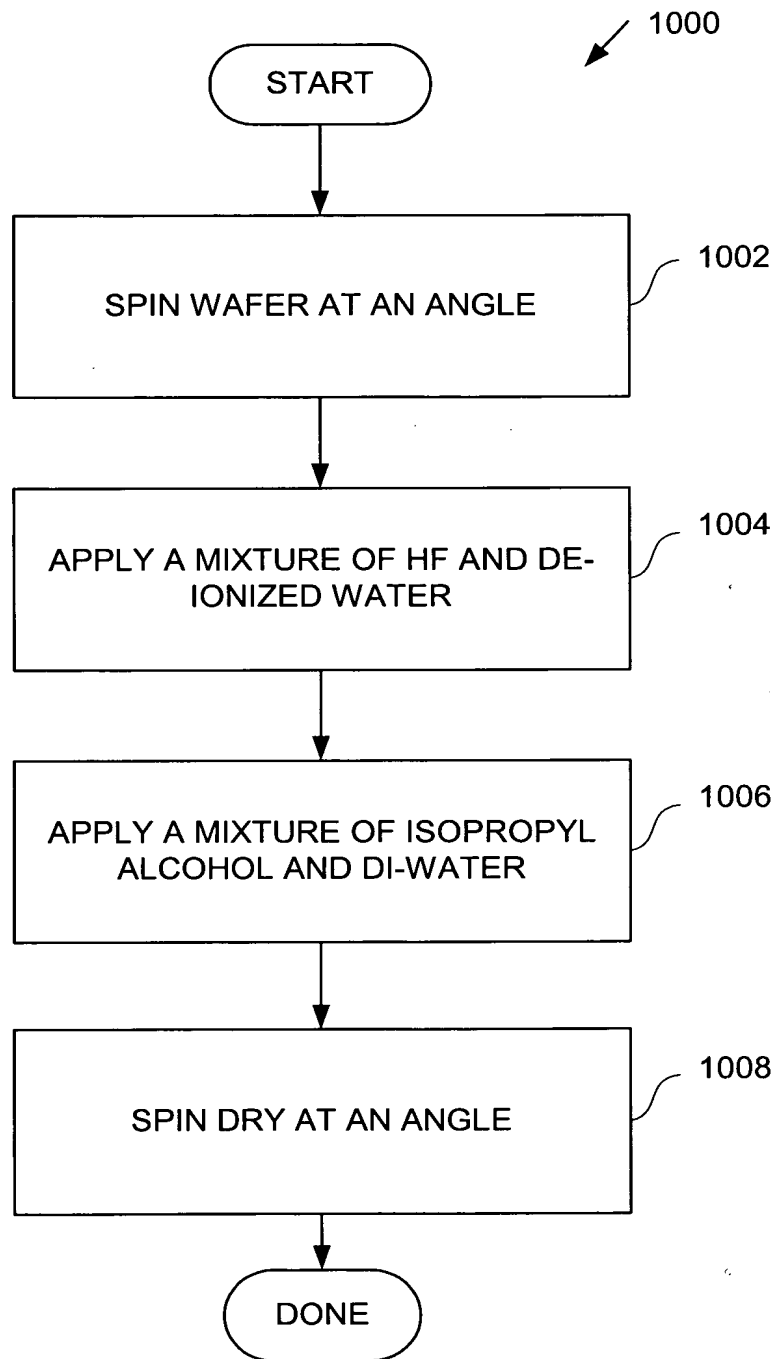 1000
START
SPIN WAFER AT AN ANGLE
1002
APPLY A MIXTURE OF HF AND DE-
IONIZED WATER
1004
APPLY A MIXTURE OF ISOPROPYL
ALCOHOL AND DI-WATER
1006
SPIN DRY AT AN ANGLE
1008
DONE